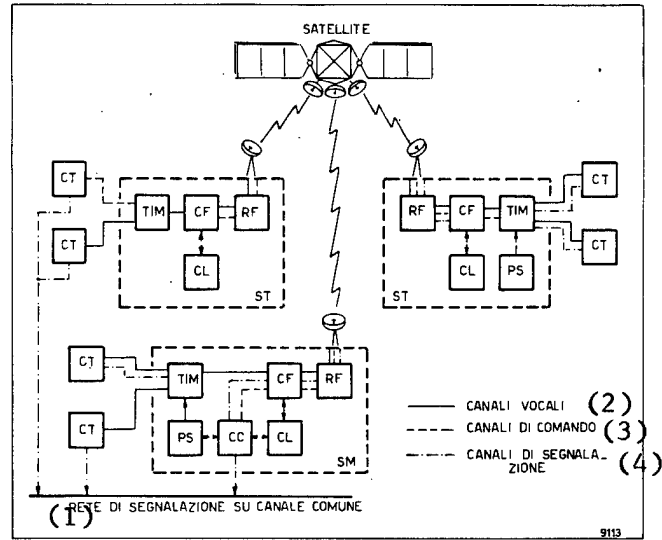 SATELLITE
CT
CT
TIM
CF
RF
CL
ST
RF
CF
TIM
CL
PS
ST
CT
CT
CT
CT
TIM
CF
RF
PS
CC
CL
SM
CANALI VOCALI (2)
CANALI DI COMANDO (3)
CANALI DI SEGNALA_
ZIONE (4)
(1) RETE DI SEGNALAZIONE SU CANALE COMUNE
9113